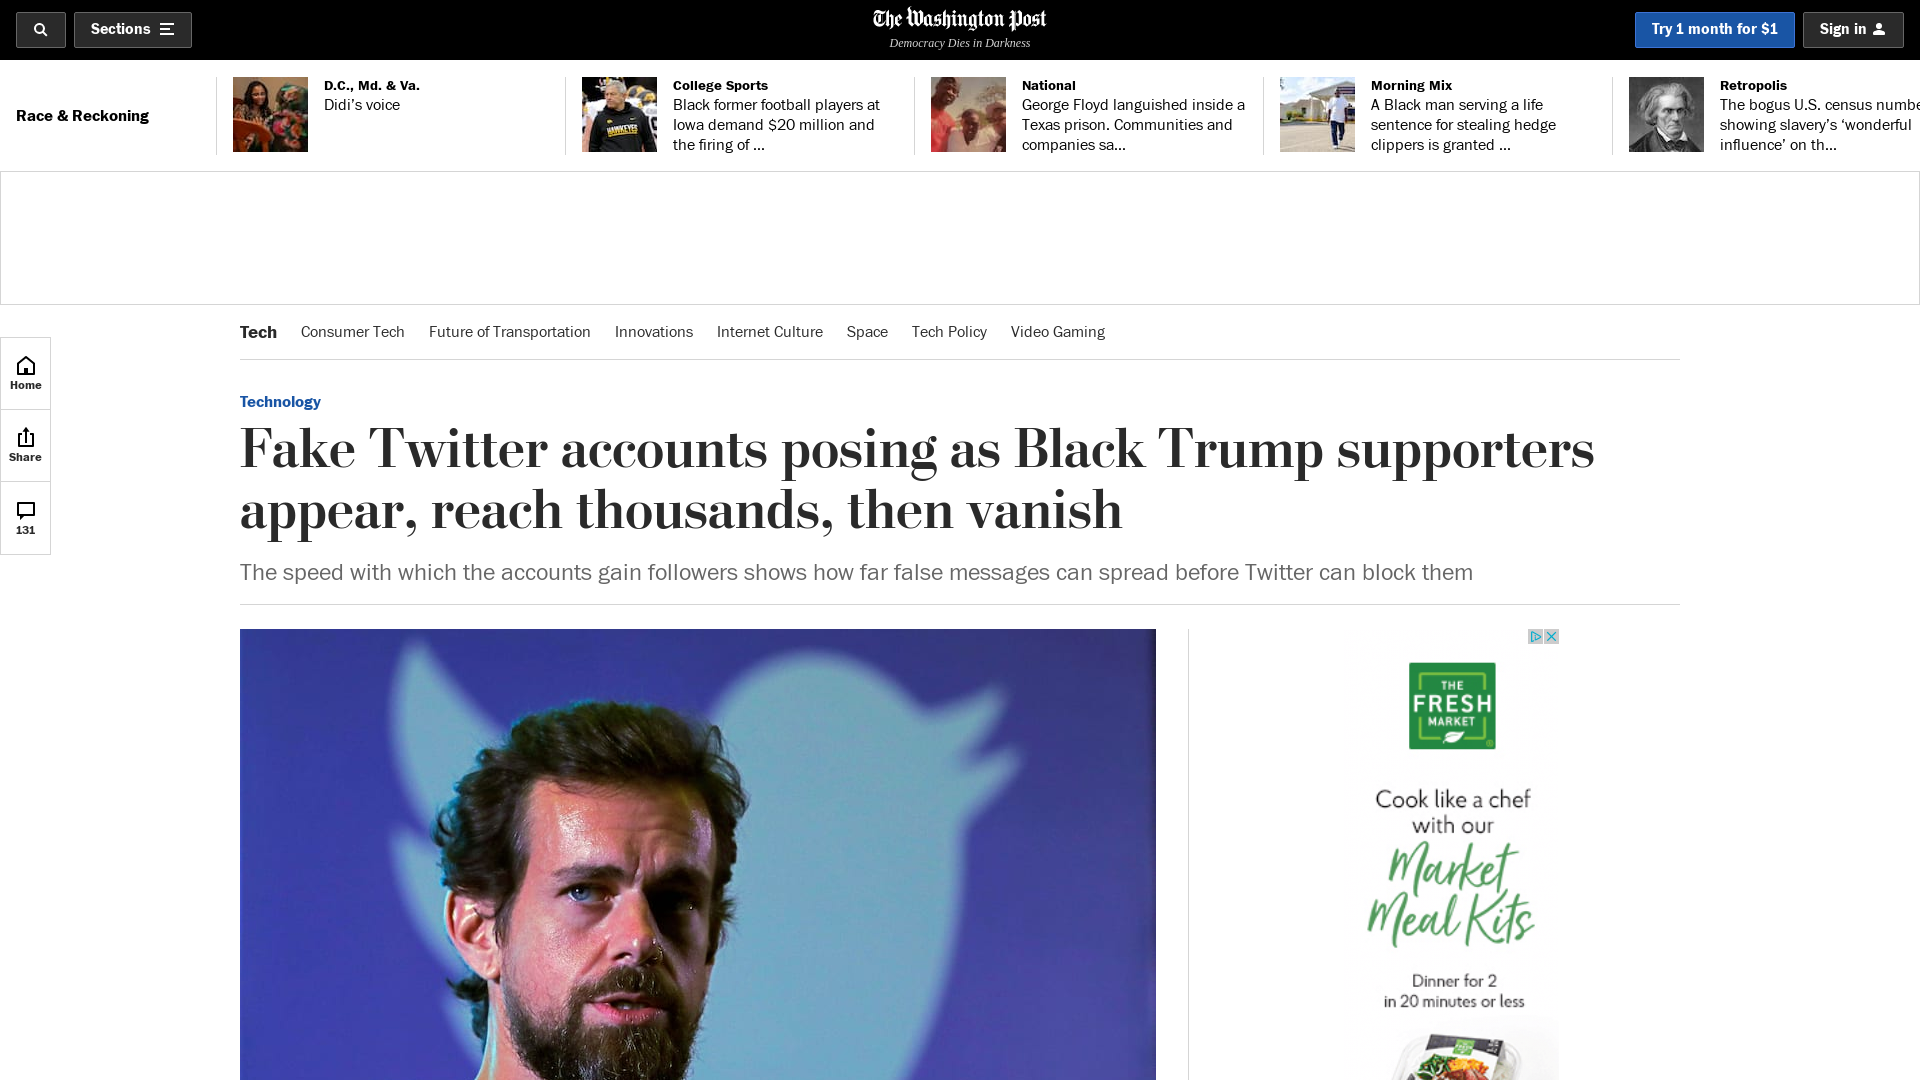 Sections
The Washington Post
Democracy Dies in Darkness
Try 1 month for $1
Sign in
Race & Reckoning
D.C., Md. & Va.
Didi’s voice
College Sports
Black former football players at
Iowa demand $20 million and
the firing of ...
HAWKEYES
National
George Floyd languished inside a
Texas prison. Communities and
companies sa...
Morning Mix
A Black man serving a life
sentence for stealing hedge
clippers is granted ...
Retropolis
The bogus U.S. census numbe
showing slavery’s ‘wonderful
influence’ on th...
Tech
Consumer Tech
Future of Transportation
Innovations
Internet Culture
Space
Tech Policy
Video Gaming
Home
Share
131
Technology
Fake Twitter accounts posing as Black Trump supporters
appear, reach thousands, then vanish
The speed with which the accounts gain followers shows how far false messages can spread before Twitter can block them
THE
FRESH
MARKET
Cook like a chef
with our
Market
Meal Kits
Dinner for 2
in 20 minutes or less